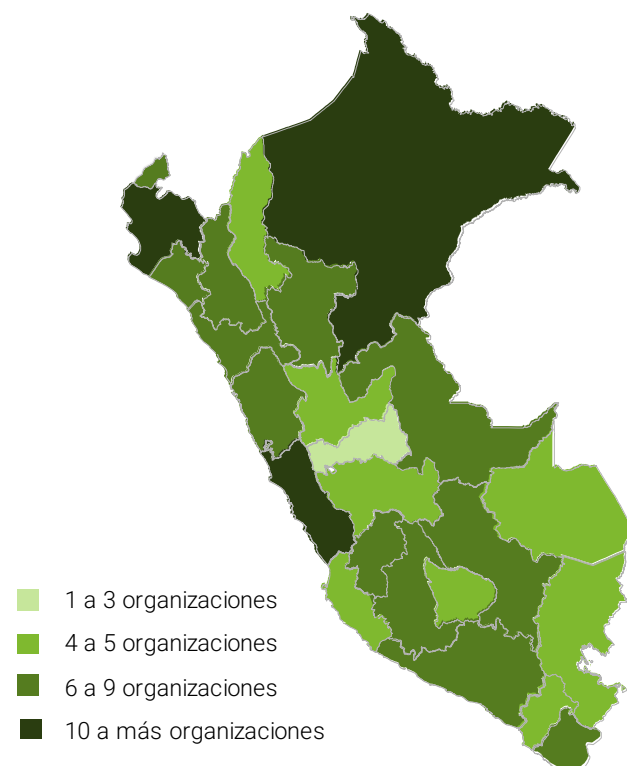 1 a 3 organizaciones
4 a 5 organizaciones
6 a 9 organizaciones
10 a más organizaciones